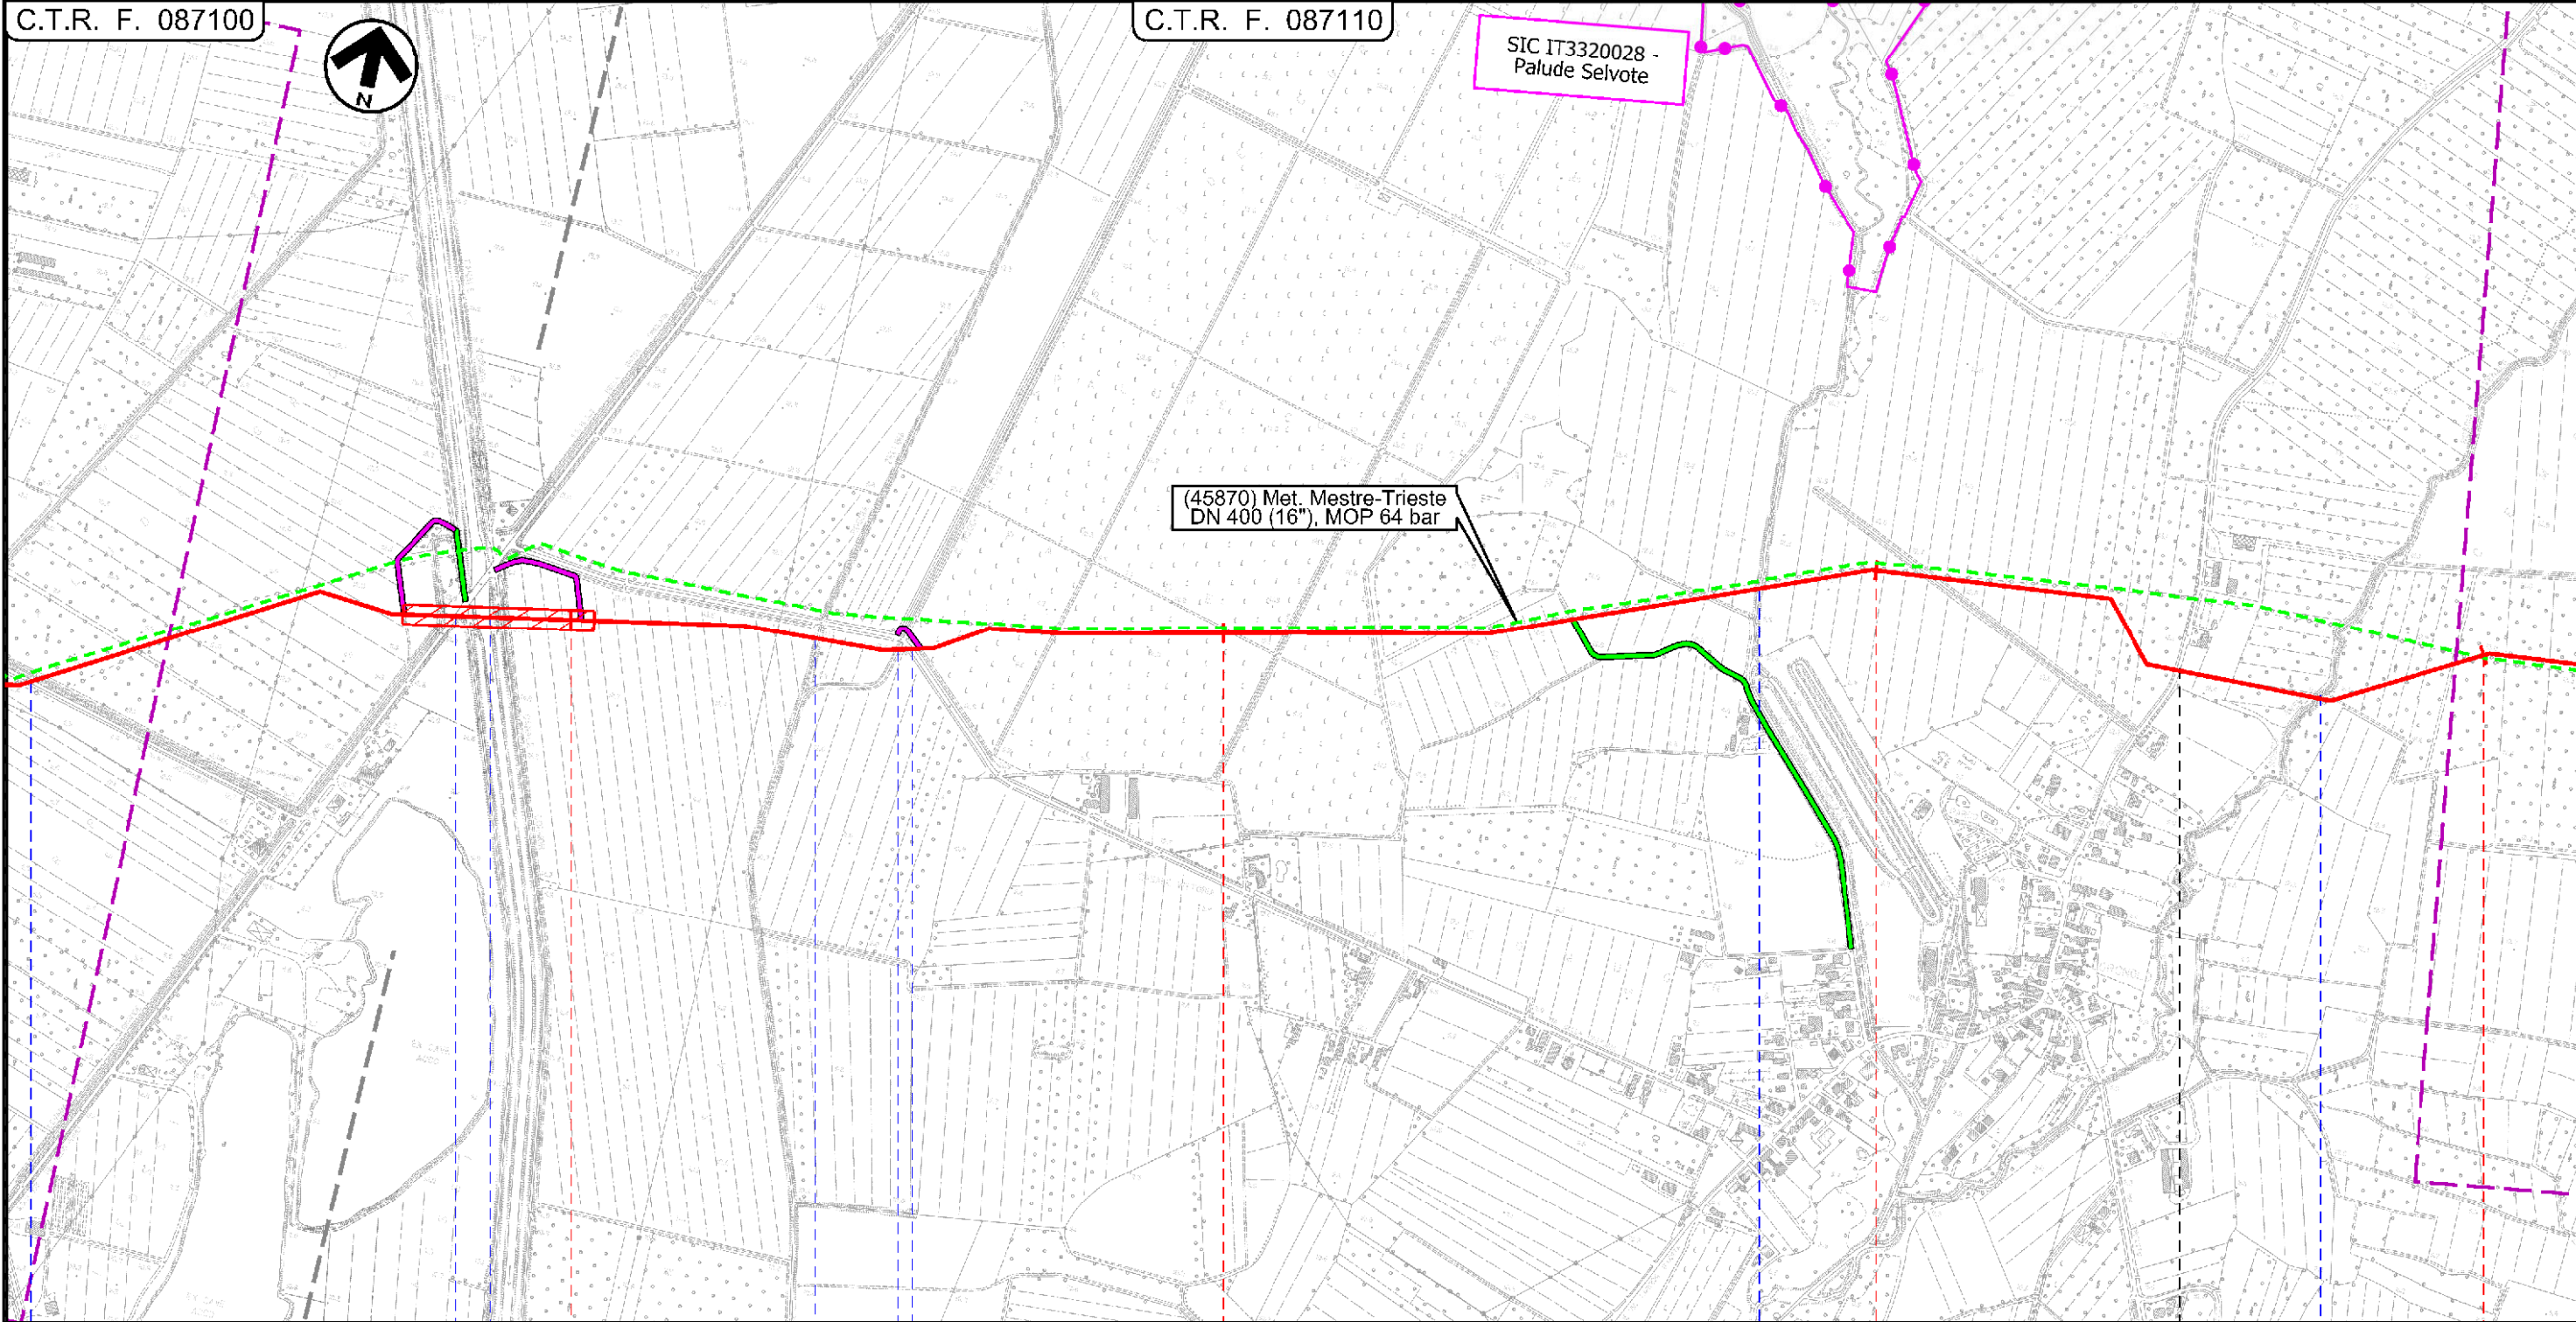 C.T.R. F. 087100
C.T.R. F. 087110
N
SIC IT3320028 -
Palude Selvote
(45870) Met. Mestre-Trieste
DN 400 (16"), MOP 64 bar